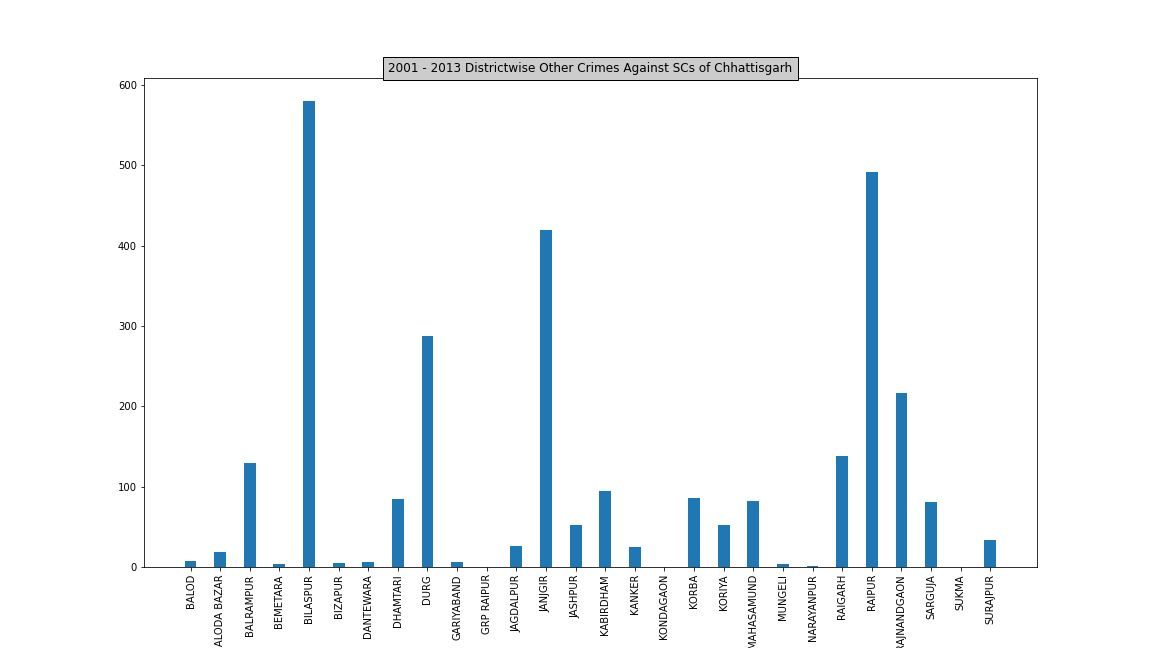 2001 - 2013 Districtwise Other Crimes Against SCs of Chhattisgarh
600
500
400
300
200
100
0
BALOD
ALODA BAZAR
BALRAMPUR
BEMETARA
BILASPUR
BIZAPUR
DANTEWARA
DHAMTARI
DURG
GARIYABAND
GRP RAIPUR
JAGDALPUR
JANJGIR
JASHPUR
KABIRDHAM
KANKER
KONDAGAON
KORBA
KORIYA
MAHASAMUND
MUNGELI
NARAYANPUR
RAIGARH
RAIPUR
RAJNANDGAON
SARGUJA
SUKMA
SURAJPUR